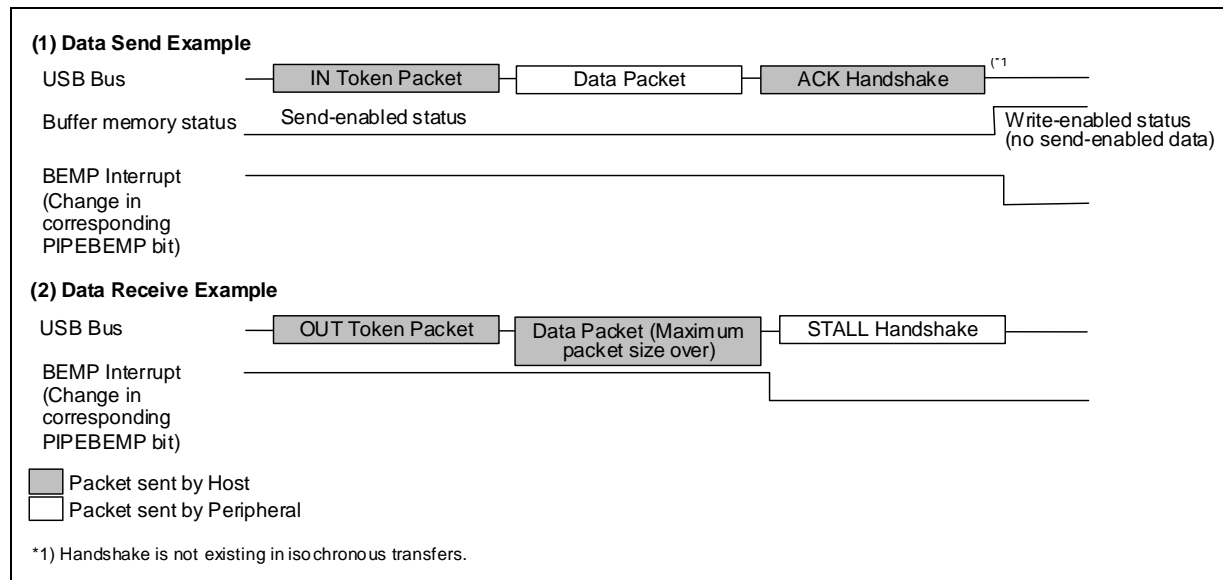 (1) Data Send Example
USB Bus
IN Token Packet
Data Packet
ACK Handshake
(*1
Buffer memory status
Send-enabled status
Write-enabled status
(no send-enabled data)
BEMP Interrupt
(Change in
corresponding
PIPEBEMP bit)
(2) Data Receive Example
USB Bus
OUT Token Packet
Data Packet (Maximum
packet size over)
STALL Handshake
BEMP Interrupt
(Change in
corresponding
PIPEBEMP bit)
Packet sent by Host
Packet sent by Peripheral
*1) Handshake is not existing in isochronous transfers.